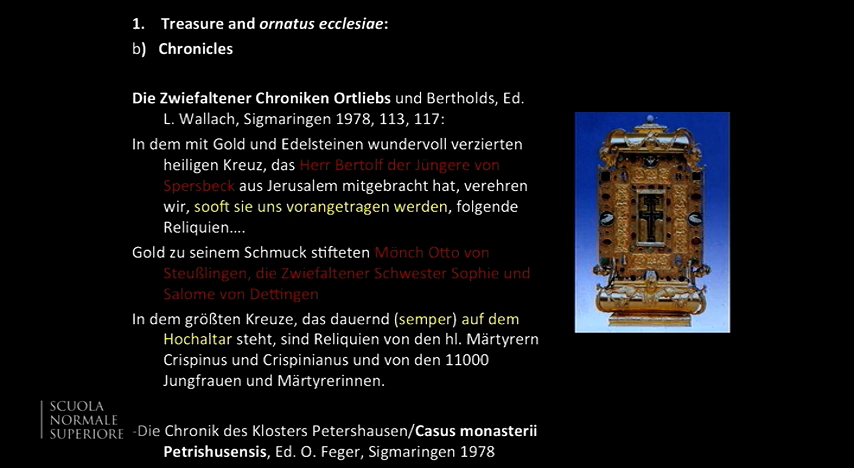 1. Treasure and ornatus ecclesiae:
b) Chronicles
Die Zwiefaltener Chroniken Ortliebs und Bertholds, Ed.
L. Wallach, Sigmaringen 1978, 113, 117:
In dem mit Gold und Edelsteinen wundervoll verzierten
heiligen Kreuz, das Herr Bertolf der Jüngere von
Spersbeck aus Jerusalem mitgebracht hat, verehren
wir, sooft sie uns vorangetragen werden, folgende
Reliquien....
Gold zu seinem Schmuck stifteten Mönch Otto von
Steußlingen, die Zwiefaltener Schwester Sophie und
Salome von Dettingen
In dem größten Kreuze, das dauernd (semper) auf dem
Hochaltar steht, sind Reliquien von den hl. Märtyrern
Crispinus und Crispinianus und von den 11000
Jungfrauen und Märtyrerinnen.
SCUOLA
NORMALE
SUPERIORE
-Die Chronik des Klosters Petershausen/Casus monasterii
Petrishusensis, Ed. O. Feger, Sigmaringen 1978